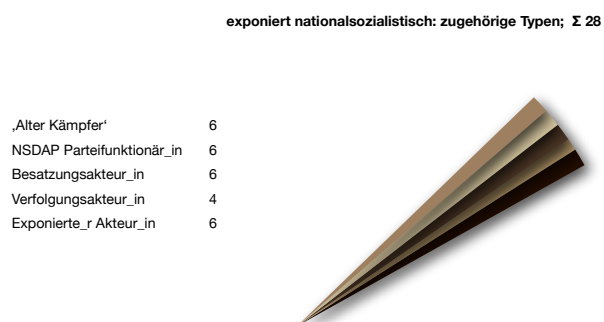 exponiert nationalsozialistisch: zugehörige Typen; Σ 28
‚Alter Kämpfer‘ 6
NSDAP Parteifunktionär_in 6
Besatzungsakteur_in 6
Verfolgungsakteur_in 4
Exponierte_r Akteur_in 6